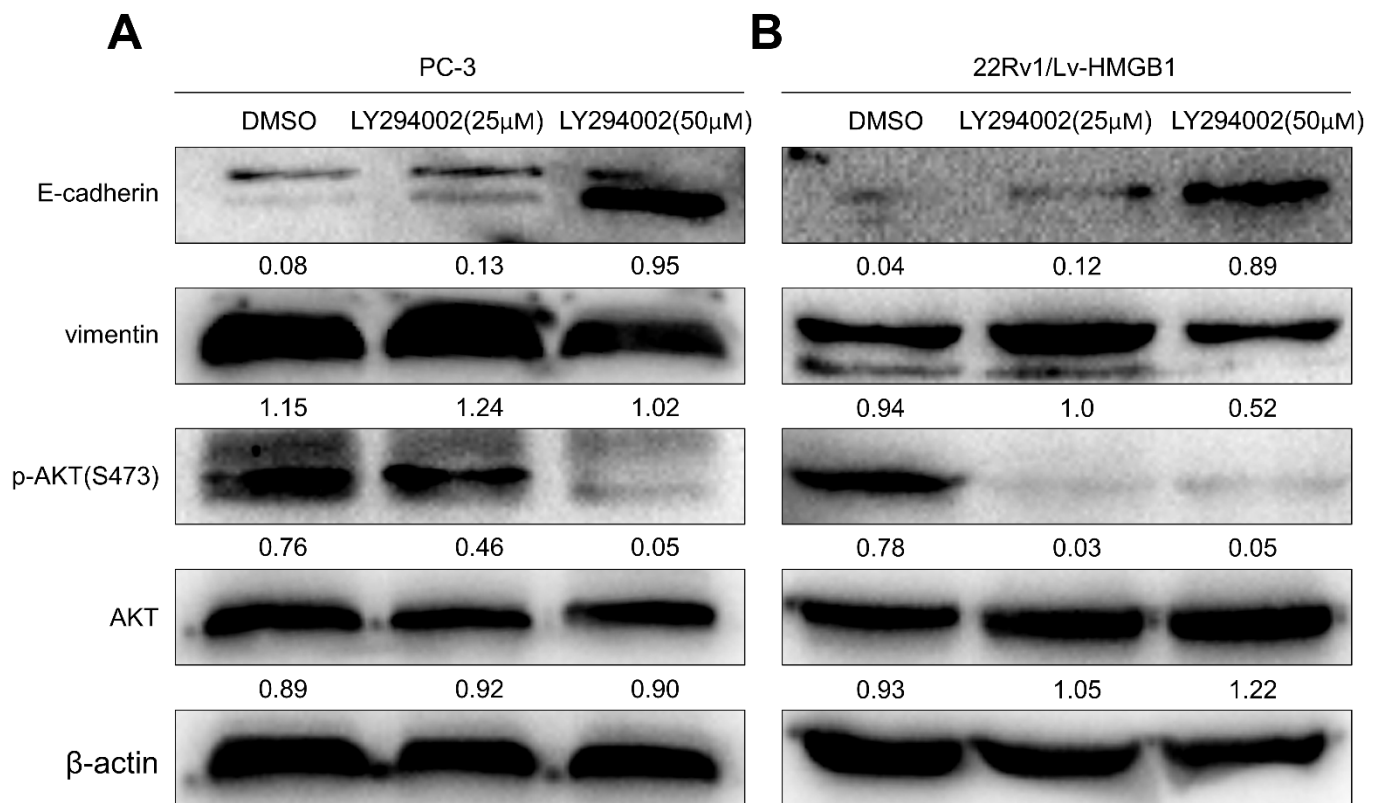 A B
PC-3 22Rv1/Lv-HMGB1
DMSO LY294002(25μM) LY294002(50μM) DMSO LY294002(25μM) LY294002(50μM)
E-cadherin
0.08 0.13 0.95 0.04 0.12 0.89
vimentin
1.15 1.24 1.02 0.94 1.0 0.52
p-AKT(S473)
0.76 0.46 0.05 0.78 0.03 0.05
AKT
0.89 0.92 0.90 0.93 1.05 1.22
β-actin